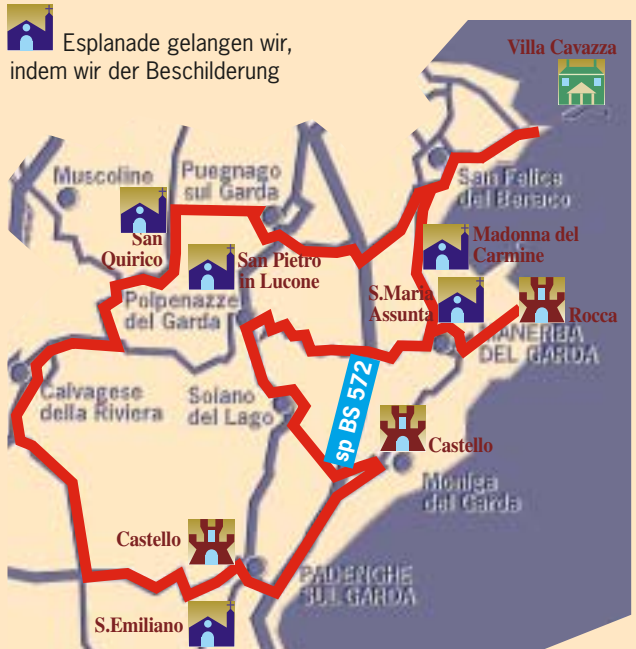 Esplanade gelangen wir,
indem wir der Beschilderung
Villa Cavazza
Muscoline
Puegnago
sul Garda
San Felice
del Benaco
San
Quirico
San Pietro
in Lucone
Madonna del
Carmine
S.Maria
Assunta
Rocca
Polpenazze
del Garda
MANERBA
DEL GARDA
Calvagese
della Riviera
Solano
del Lago
sp BS 572
Castello
Moniga
del Garda
Castello
PADENGHE
SUL GARDA
S.Emiliano